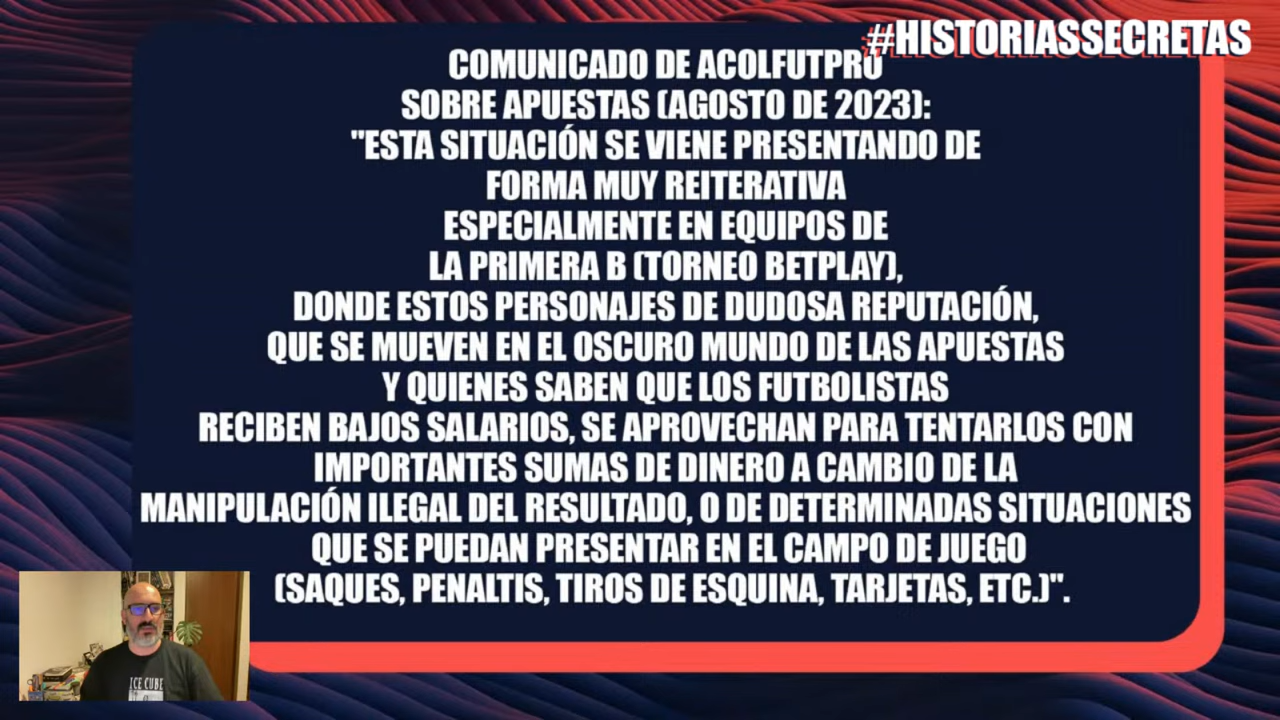 #HISTORIASSECRETAS
COMUNICADO DE ACOLFUTPRO
SOBRE APUESTAS (AGOSTO DE 2023):
"ESTA SITUACIÓN SE VIENE PRESENTANDO DE
FORMA MUY REITERATIVA
ESPECIALMENTE EN EQUIPOS DE
LA PRIMERA B (TORNEO BETPLAY),
DONDE ESTOS PERSONAJES DE DUDOSA REPUTACIÓN,
QUE SE MUEVEN EN EL OSCURO MUNDO DE LAS APUESTAS
Y QUIENES SABEN QUE LOS FUTBOLISTAS
RECIBEN BAJOS SALARIOS, SE APROVECHAN PARA TENTARLOS CON
IMPORTANTES SUMAS DE DINERO A CAMBIO DE LA
MANIPULACIÓN ILEGAL DEL RESULTADO, O DE DETERMINADAS SITUACIONES
QUE SE PUEDAN PRESENTAR EN EL CAMPO DE JUEGO
(SAQUES, PENALTIS, TIROS DE ESQUINA, TARJETAS, ETC.)".
ICE CUBE